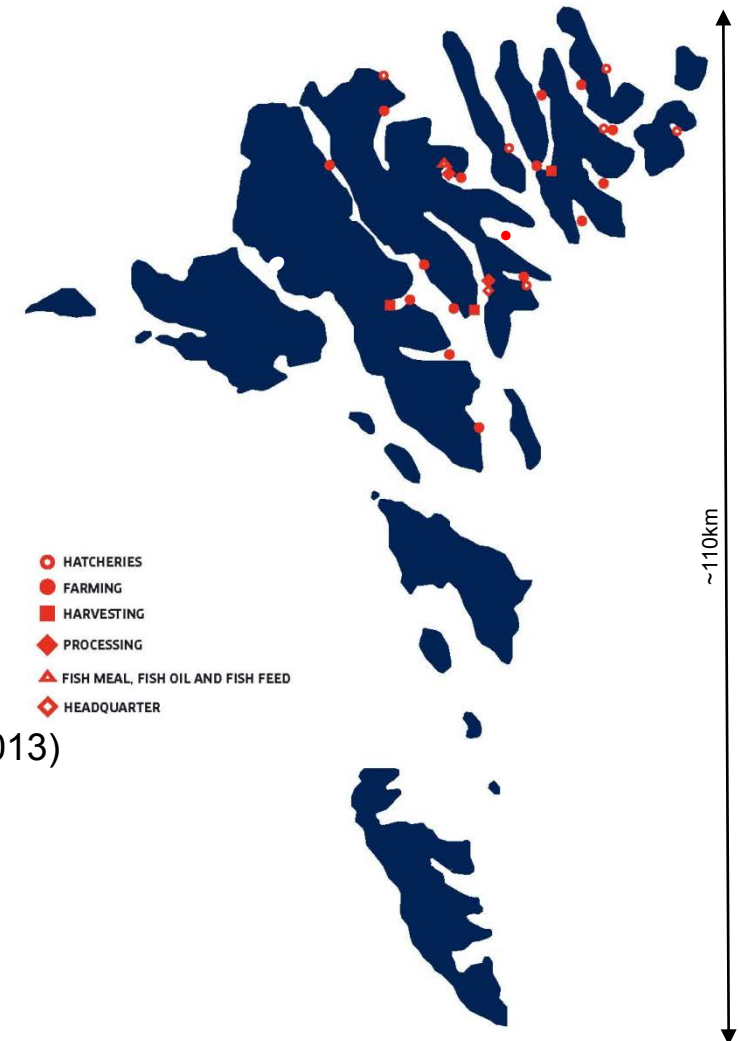 HATCHERIES
FARMING
HARVESTING
PROCESSING
FISH MEAL, FISH OIL AND FISH FEED
HEADQUARTER
013)
~110km